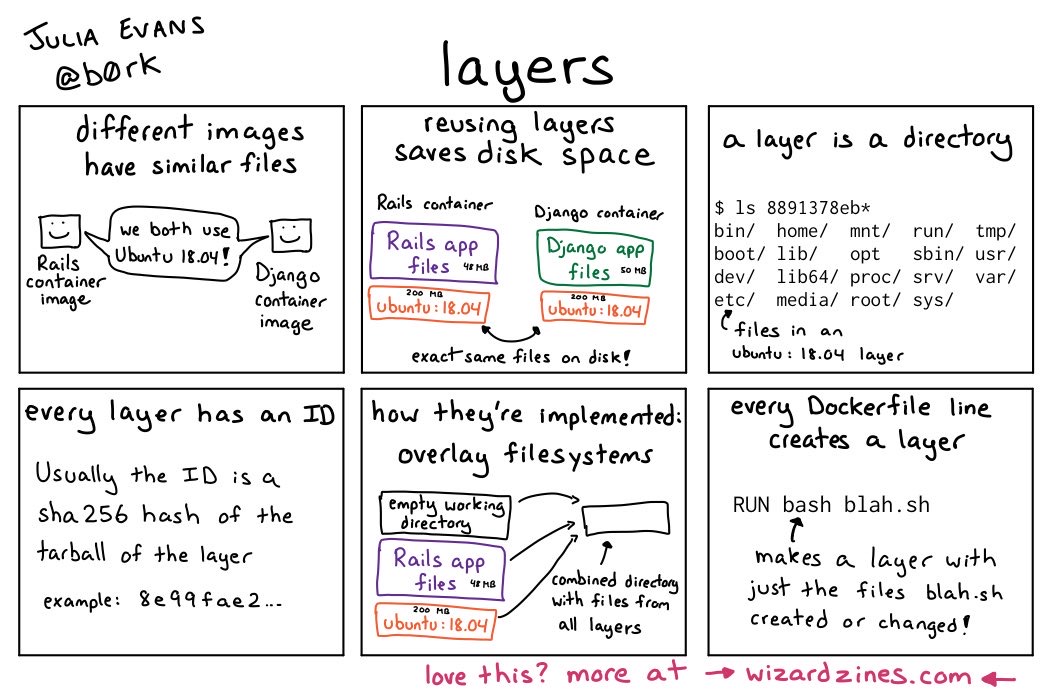 JULIA EVANS
@b0rk
layers
different images
have similar files
we both use
Ubuntu 18.04!
Rails
container
image
Django
container
image
reusing layers
saves disk space
Rails container
Django container
Rails app
files 48 MB
Django app
files 50 MB
200 MB
ubuntu:18.04
200 MB
ubuntu:18.04
exact same files on disk!
a layer is a directory
$ ls 8891378eb*
bin/ home/ mnt/ run/ tmp/
boot/ lib/ opt sbin/ usr/
dev/ lib64/ proc/ srv/ var/
etc/ media/ root/ sys/
files in an
ubuntu:18.04 layer
every layer has an ID
Usually the ID is a
sha256 hash of the
tarball of the layer
example: 8e99fae2...
how they're implemented:
overlay filesystems
empty working
directory
Rails app
files 48 MB
200 MB
ubuntu:18.04
combined directory
with files from
all layers
every Dockerfile line
creates a layer
RUN bash blah.sh
makes a layer with
just the files blah.sh
created or changed!
love this? more at → wizardzines.com ←